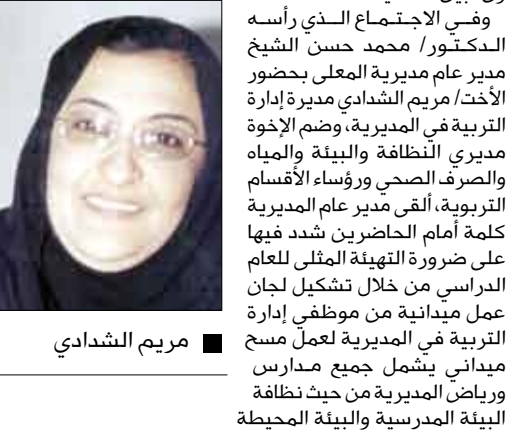 وفي الاجتماع الذي رأسه
الدكتور/ محمد حسن الشيخ
مدير عام مديرية المعلى بحضور
الأخت/ مريم الشدادي مديرة إدارة
التربية في المديرية، وضم الإخوة
مديري النظافة والبيئة والمياه
والصرف الصحي ورؤساء الأقسام
التربوية، ألقى مدير عام المديرية
كلمة أمام الحاضرين شدد فيها
على ضرورة التهيئة المثلى للعام
الدراسي من خلال تشكيل لجان
عمل ميدانية من موظفي إدارة
التربية في المديرية لعمل مسح
ميداني يشمل جميع مدارس
ورياض المديرية من حيث نظافة
البيئة المدرسية والبيئة المحيطة
■ مريم الشدادي